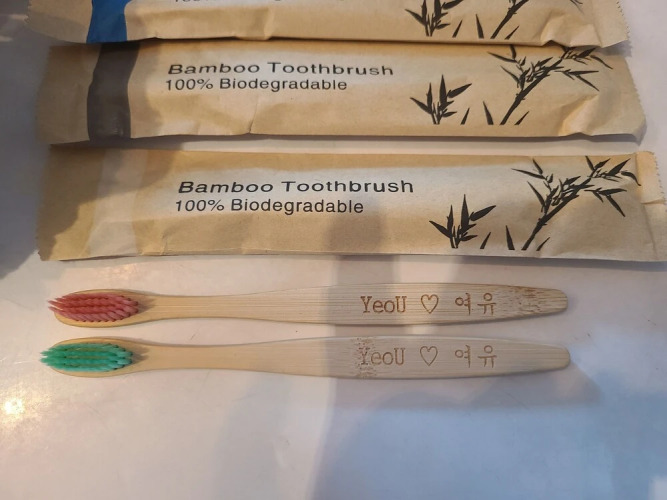 Bamboo Toothbrush
100% Biodegradable
Bamboo Toothbrush
100% Biodegradable
YeoU ♡ 여유
YeoU ♡ 여유